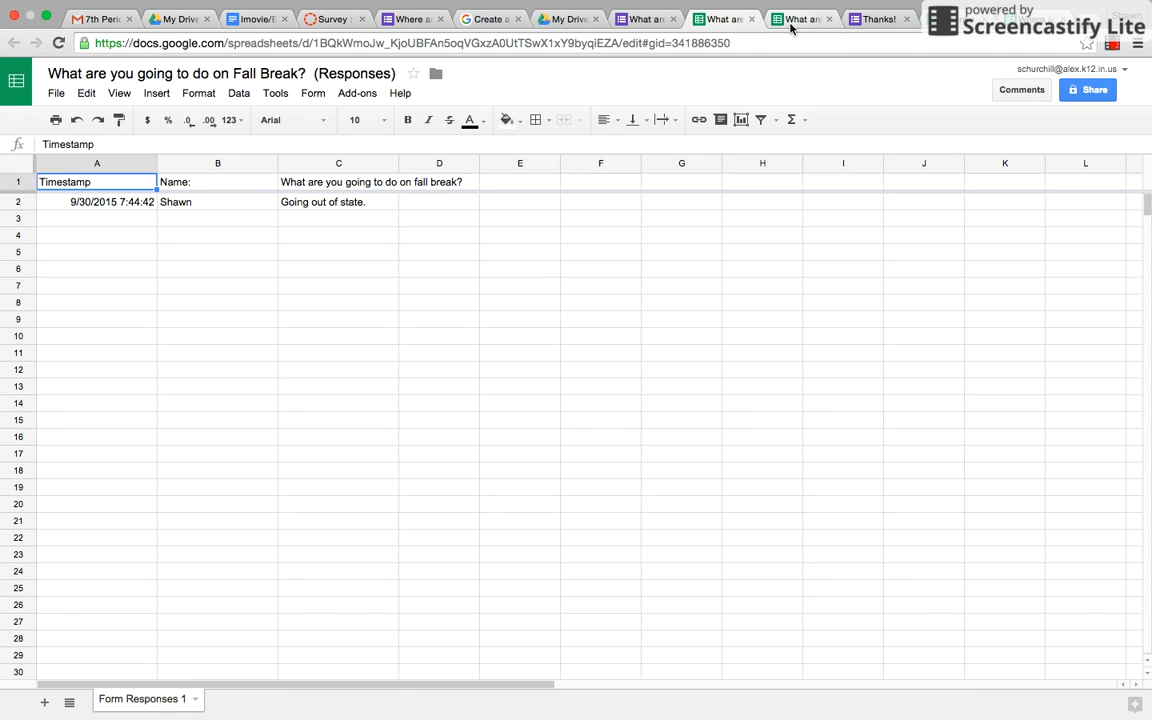 7th Peric My Drive Imovie/E Survey : Where ar Create a My Drive What are What are What are Thanks!
powered by
Screencastify Lite
https://docs.google.com/spreadsheets/d/1BQkWmoJw_KjoUBFAn5oqVGxzA0UtTSwX1xY9byqiEZA/edit#gid=341886350
What are you going to do on Fall Break? (Responses)
schurchill@alex.k12.in.us
File Edit View Insert Format Data Tools Form Add-ons Help
Comments Share
$ % .0 .00 123 Arial 10 B I S A Σ
fx Timestamp
A B C D E F G H I J K L
1 Timestamp Name: What are you going to do on fall break?
2 9/30/2015 7:44:42 Shawn Going out of state.
3
4
5
6
7
8
9
10
11
12
13
14
15
16
17
18
19
20
21
22
23
24
25
26
27
28
29
30
Form Responses 1